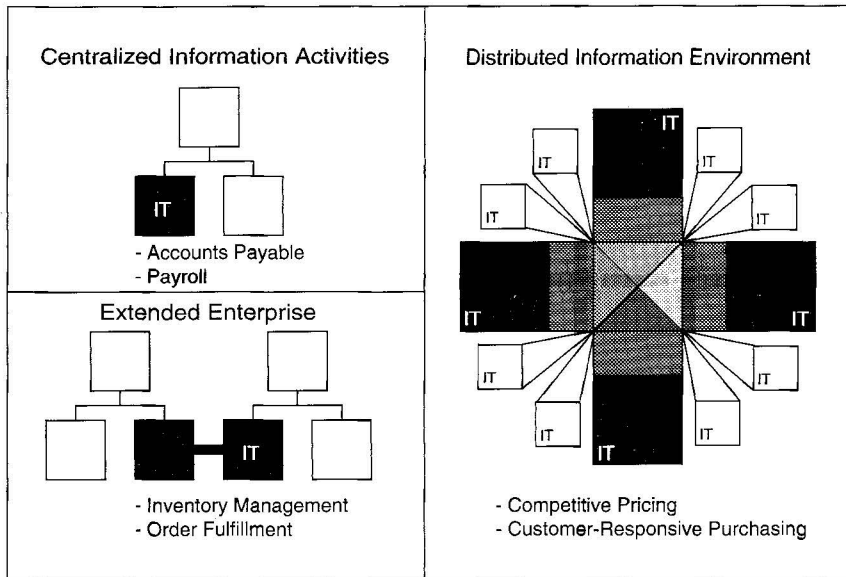 Centralized Information Activities
IT
- Accounts Payable
- Payroll
Extended Enterprise
IT
- Inventory Management
- Order Fulfillment
Distributed Information Environment
IT
IT
IT
IT
IT
IT
IT
IT
IT
IT
IT
IT
- Competitive Pricing
- Customer-Responsive Purchasing